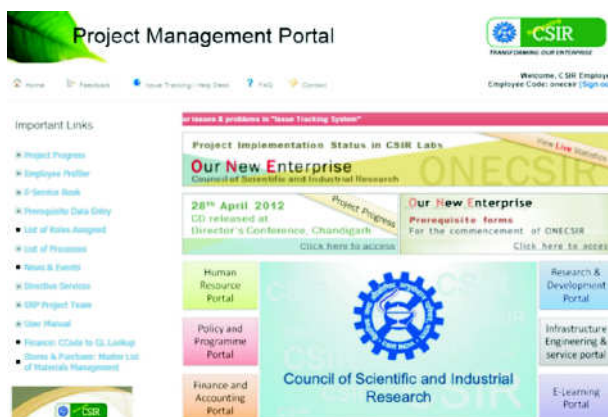 Project Management Portal
CSIR
TRANSFORMING OUR ENTERPRISE
Home Feedback Issue Tracking/Help Desk ? FAQ Contact
Welcome, CSIR Employe
Employee Code: onecsir [Sign ou
Important Links
ur issues & problems in "Issue Tracking System"
Project Implementation Status in CSIR Labs
View Live Statistics
Our New Enterprise
Council of Scientific and Industrial Research
ONECSIR
Project Progress
Employee Profiler
E-Service Book
Prerequisite Data Entry
List of Roles Assigned
List of Processes
News & Events
Directive Services
ERP Project Team
User Manual
Finance: CCode to GL Lookup
Stores & Purchase: Master List
of Materials Management
28th April 2012
CD released at
Director's Conference, Chandigarh
Project Progress
Click here to access
Our New Enterprise
Prerequisite forms
For the commencement of ONECSIR
Click here to acces
Human
Resource
Portal
Policy and
Programme
Portal
Finance and
Accounting
Portal
Council of Scientific and Industrial
Research
Research &
Development
Portal
Infrastructure
Engineering &
service portal
E-Learning
Portal
CSIR